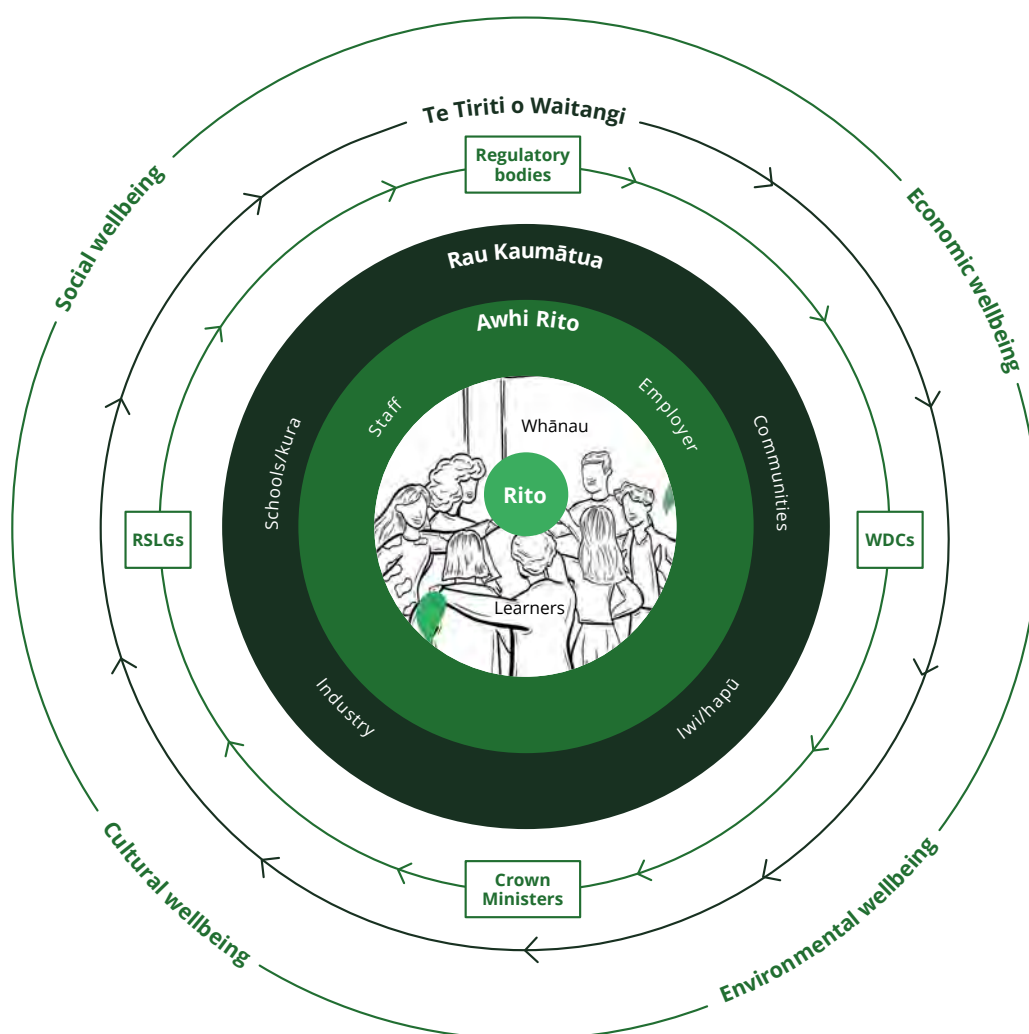 Te Tiriti o Waitangi
Regulatory
bodies
Social wellbeing
Economic wellbeing
Rau Kaumātua
Awhi Rito
Staff
Employer
Whānau
Schools/kura
Communities
Rito
RSLGs
WDCs
Learners
Industry
Iwi/hapū
Crown
Ministers
Cultural wellbeing
Environmental wellbeing